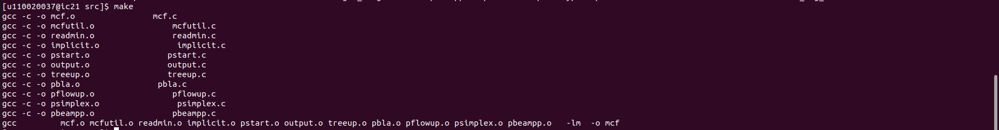 [u110020037@ic21 src]$ make
gcc -c -o mcf.o                mcf.c
gcc -c -o mcfutil.o                mcfutil.c
gcc -c -o readmin.o                readmin.c
gcc -c -o implicit.o                implicit.c
gcc -c -o pstart.o                pstart.c
gcc -c -o output.o                output.c
gcc -c -o treeup.o                treeup.c
gcc -c -o pbla.o                pbla.c
gcc -c -o pflowup.o                pflowup.c
gcc -c -o psimplex.o                psimplex.c
gcc -c -o pbeampp.o                pbeampp.c
gcc         mcf.o mcfutil.o readmin.o implicit.o pstart.o output.o treeup.o pbla.o pflowup.o psimplex.o pbeampp.o   -lm  -o mcf